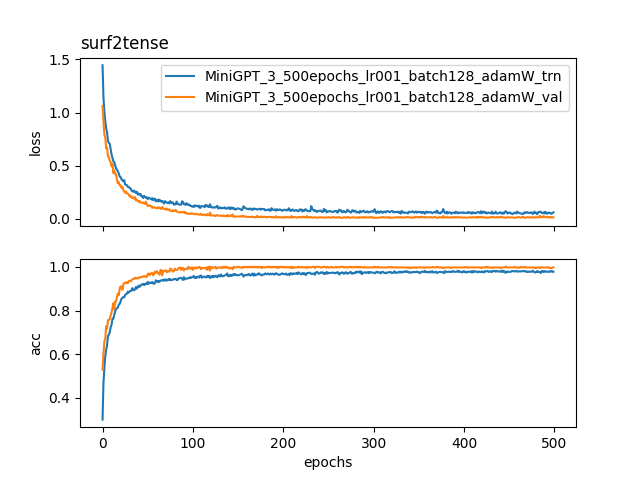 surf2tense
1.5
1.0
0.5
0.0
loss
MiniGPT_3_500epochs_lr001_batch128_adamW_trn
MiniGPT_3_500epochs_lr001_batch128_adamW_val
1.0
0.8
0.6
0.4
acc
0 100 200 300 400 500
epochs